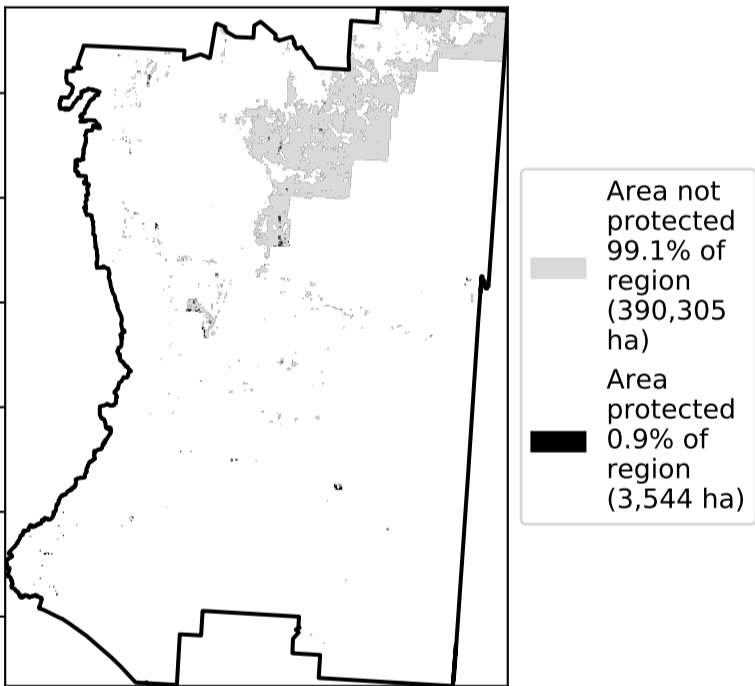 Area not
protected
99.1% of
region
(390,305
ha)
Area
protected
0.9% of
region
(3,544 ha)